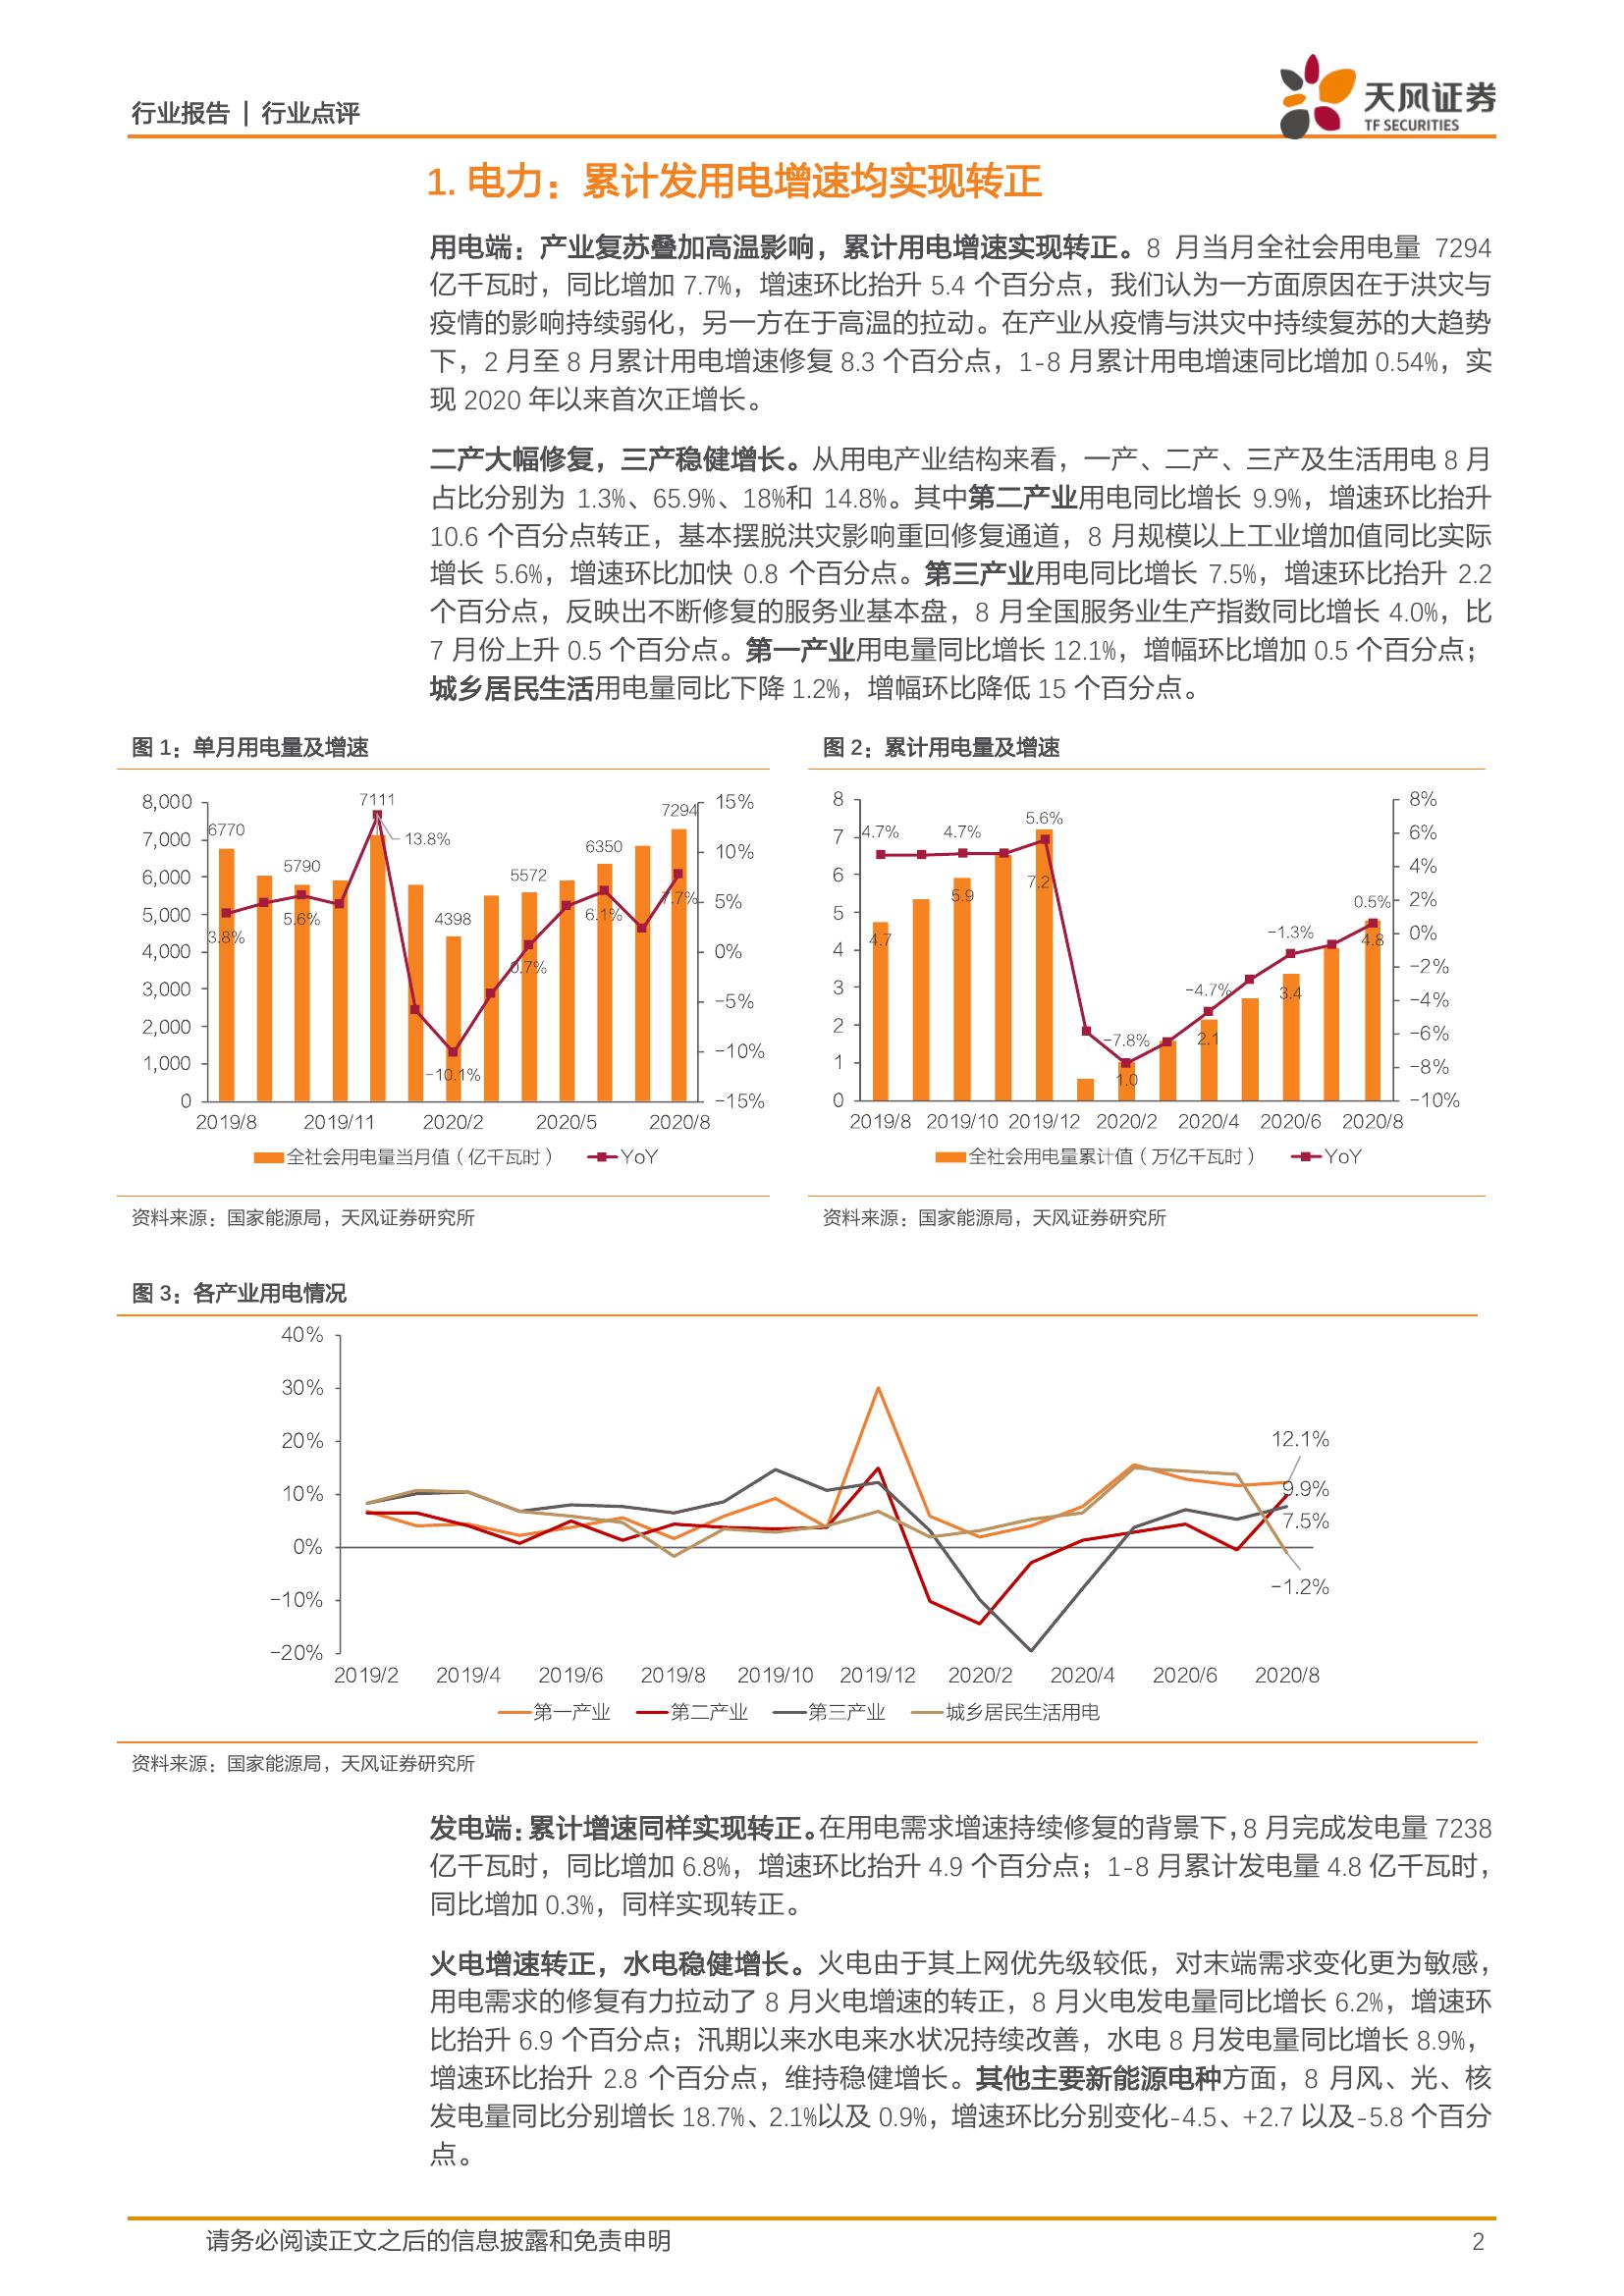 行业报告 | 行业点评
天风证券
TF SECURITIES
1. 电力：累计发用电增速均实现转正
用电端：产业复苏叠加高温影响，累计用电增速实现转正。8 月当月全社会用电量 7294
亿千瓦时，同比增加 7.7%，增速环比抬升 5.4 个百分点，我们认为一方面原因在于洪灾与
疫情的影响持续弱化，另一方在于高温的拉动。在产业从疫情与洪灾中持续复苏的大趋势
下，2 月至 8 月累计用电增速修复 8.3 个百分点，1-8 月累计用电增速同比增加 0.54%，实
现 2020 年以来首次正增长。
二产大幅修复，三产稳健增长。从用电产业结构来看，一产、二产、三产及生活用电 8 月
占比分别为 1.3%、65.9%、18%和 14.8%。其中第二产业用电同比增长 9.9%，增速环比抬升
10.6 个百分点转正，基本摆脱洪灾影响重回修复通道，8 月规模以上工业增加值同比实际
增长 5.6%，增速环比加快 0.8 个百分点。第三产业用电同比增长 7.5%，增速环比抬升 2.2
个百分点，反映出不断修复的服务业基本盘，8 月全国服务业生产指数同比增长 4.0%，比
7 月份上升 0.5 个百分点。第一产业用电量同比增长 12.1%，增幅环比增加 0.5 个百分点；
城乡居民生活用电量同比下降 1.2%，增幅环比降低 15 个百分点。
图 1：单月用电量及增速
8,000
7,000
6,000
5,000
4,000
3,000
2,000
1,000
0
6770
5790
7111
4398
5572
6350
7294
3.8%
5.6%
13.8%
-10.1%
0.7%
6.1%
7.7%
15%
10%
5%
0%
-5%
-10%
-15%
2019/8 2019/11 2020/2 2020/5 2020/8
全社会用电量当月值（亿千瓦时） YoY
资料来源：国家能源局，天风证券研究所
图 2：累计用电量及增速
8
7
6
5
4
3
2
1
0
4.7%
4.7%
5.6%
-7.8%
-4.7%
-1.3%
0.5%
4.7
5.9
7.2
1.0
2.1
3.4
4.8
8%
6%
4%
2%
0%
-2%
-4%
-6%
-8%
-10%
2019/8 2019/10 2019/12 2020/2 2020/4 2020/6 2020/8
全社会用电量累计值（万亿千瓦时） YoY
资料来源：国家能源局，天风证券研究所
图 3：各产业用电情况
40%
30%
20%
10%
0%
-10%
-20%
12.1%
9.9%
7.5%
-1.2%
2019/2 2019/4 2019/6 2019/8 2019/10 2019/12 2020/2 2020/4 2020/6 2020/8
第一产业 第二产业 第三产业 城乡居民生活用电
资料来源：国家能源局，天风证券研究所
发电端：累计增速同样实现转正。在用电需求增速持续修复的背景下，8 月完成发电量 7238
亿千瓦时，同比增加 6.8%，增速环比抬升 4.9 个百分点；1-8 月累计发电量 4.8 亿千瓦时，
同比增加 0.3%，同样实现转正。
火电增速转正，水电稳健增长。火电由于其上网优先级较低，对末端需求变化更为敏感，
用电需求的修复有力拉动了 8 月火电增速的转正，8 月火电发电量同比增长 6.2%，增速环
比抬升 6.9 个百分点；汛期以来水电来水状况持续改善，水电 8 月发电量同比增长 8.9%，
增速环比抬升 2.8 个百分点，维持稳健增长。其他主要新能源电种方面，8 月风、光、核
发电量同比分别增长 18.7%、2.1%以及 0.9%，增速环比分别变化-4.5、+2.7 以及-5.8 个百分
点。
请务必阅读正文之后的信息披露和免责申明 2